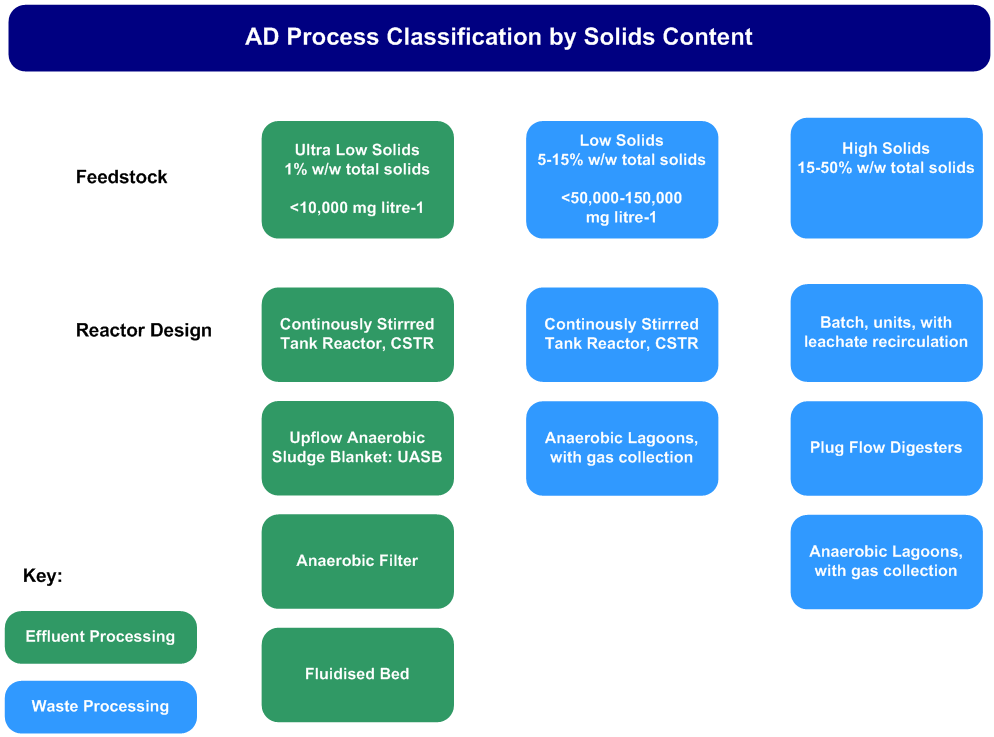 AD Process Classification by Solids Content
Feedstock
Ultra Low Solids
1% w/w total solids
<10,000 mg litre-1
Low Solids
5-15% w/w total solids
<50,000-150,000
mg litre-1
High Solids
15-50% w/w total solids
Reactor Design
Continously Stirrred
Tank Reactor, CSTR
Continously Stirrred
Tank Reactor, CSTR
Batch, units, with
leachate recirculation
Upflow Anaerobic
Sludge Blanket: UASB
Anaerobic Lagoons,
with gas collection
Plug Flow Digesters
Anaerobic Filter
Anaerobic Lagoons,
with gas collection
Fluidised Bed
Key:
Effluent Processing
Waste Processing